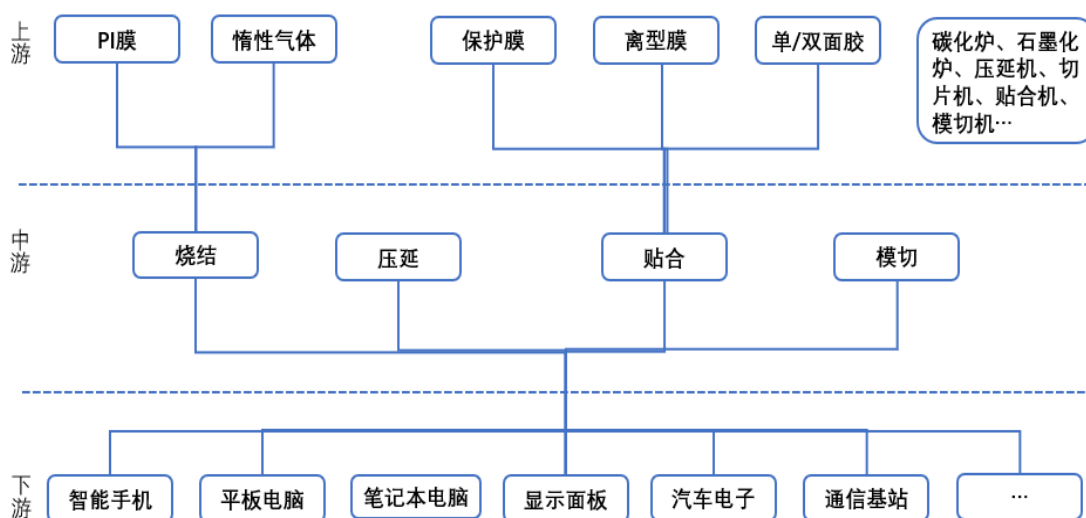 上游
PI膜
惰性气体
保护膜
离型膜
单/双面胶
碳化炉、石墨化
炉、压延机、切
片机、贴合机、
模切机…
中游
烧结
压延
贴合
模切
下游
智能手机
平板电脑
笔记本电脑
显示面板
汽车电子
通信基站
…